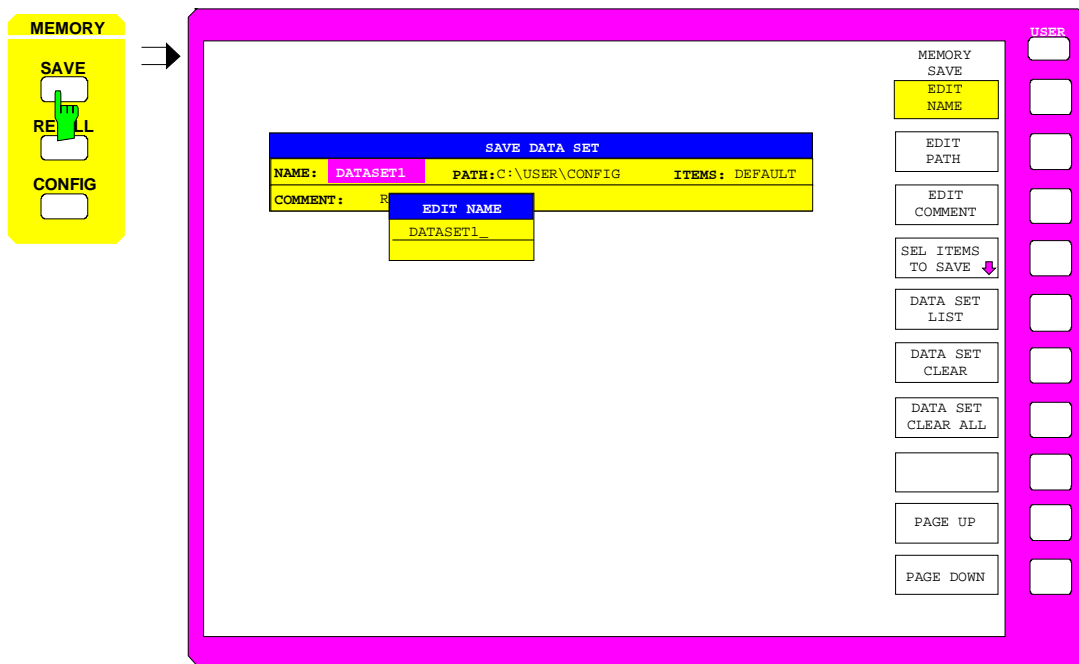 MEMORY
SAVE
CONFIG
USER
SAVE DATA SET
NAME: DATASET1 PATH:C:\USER\CONFIG ITEMS: DEFAULT
COMMENT:
EDIT NAME
DATASET1_
MEMORY
SAVE
EDIT
NAME
EDIT
PATH
EDIT
COMMENT
SEL ITEMS
TO SAVE
DATA SET
LIST
DATA SET
CLEAR
DATA SET
CLEAR ALL
PAGE UP
PAGE DOWN